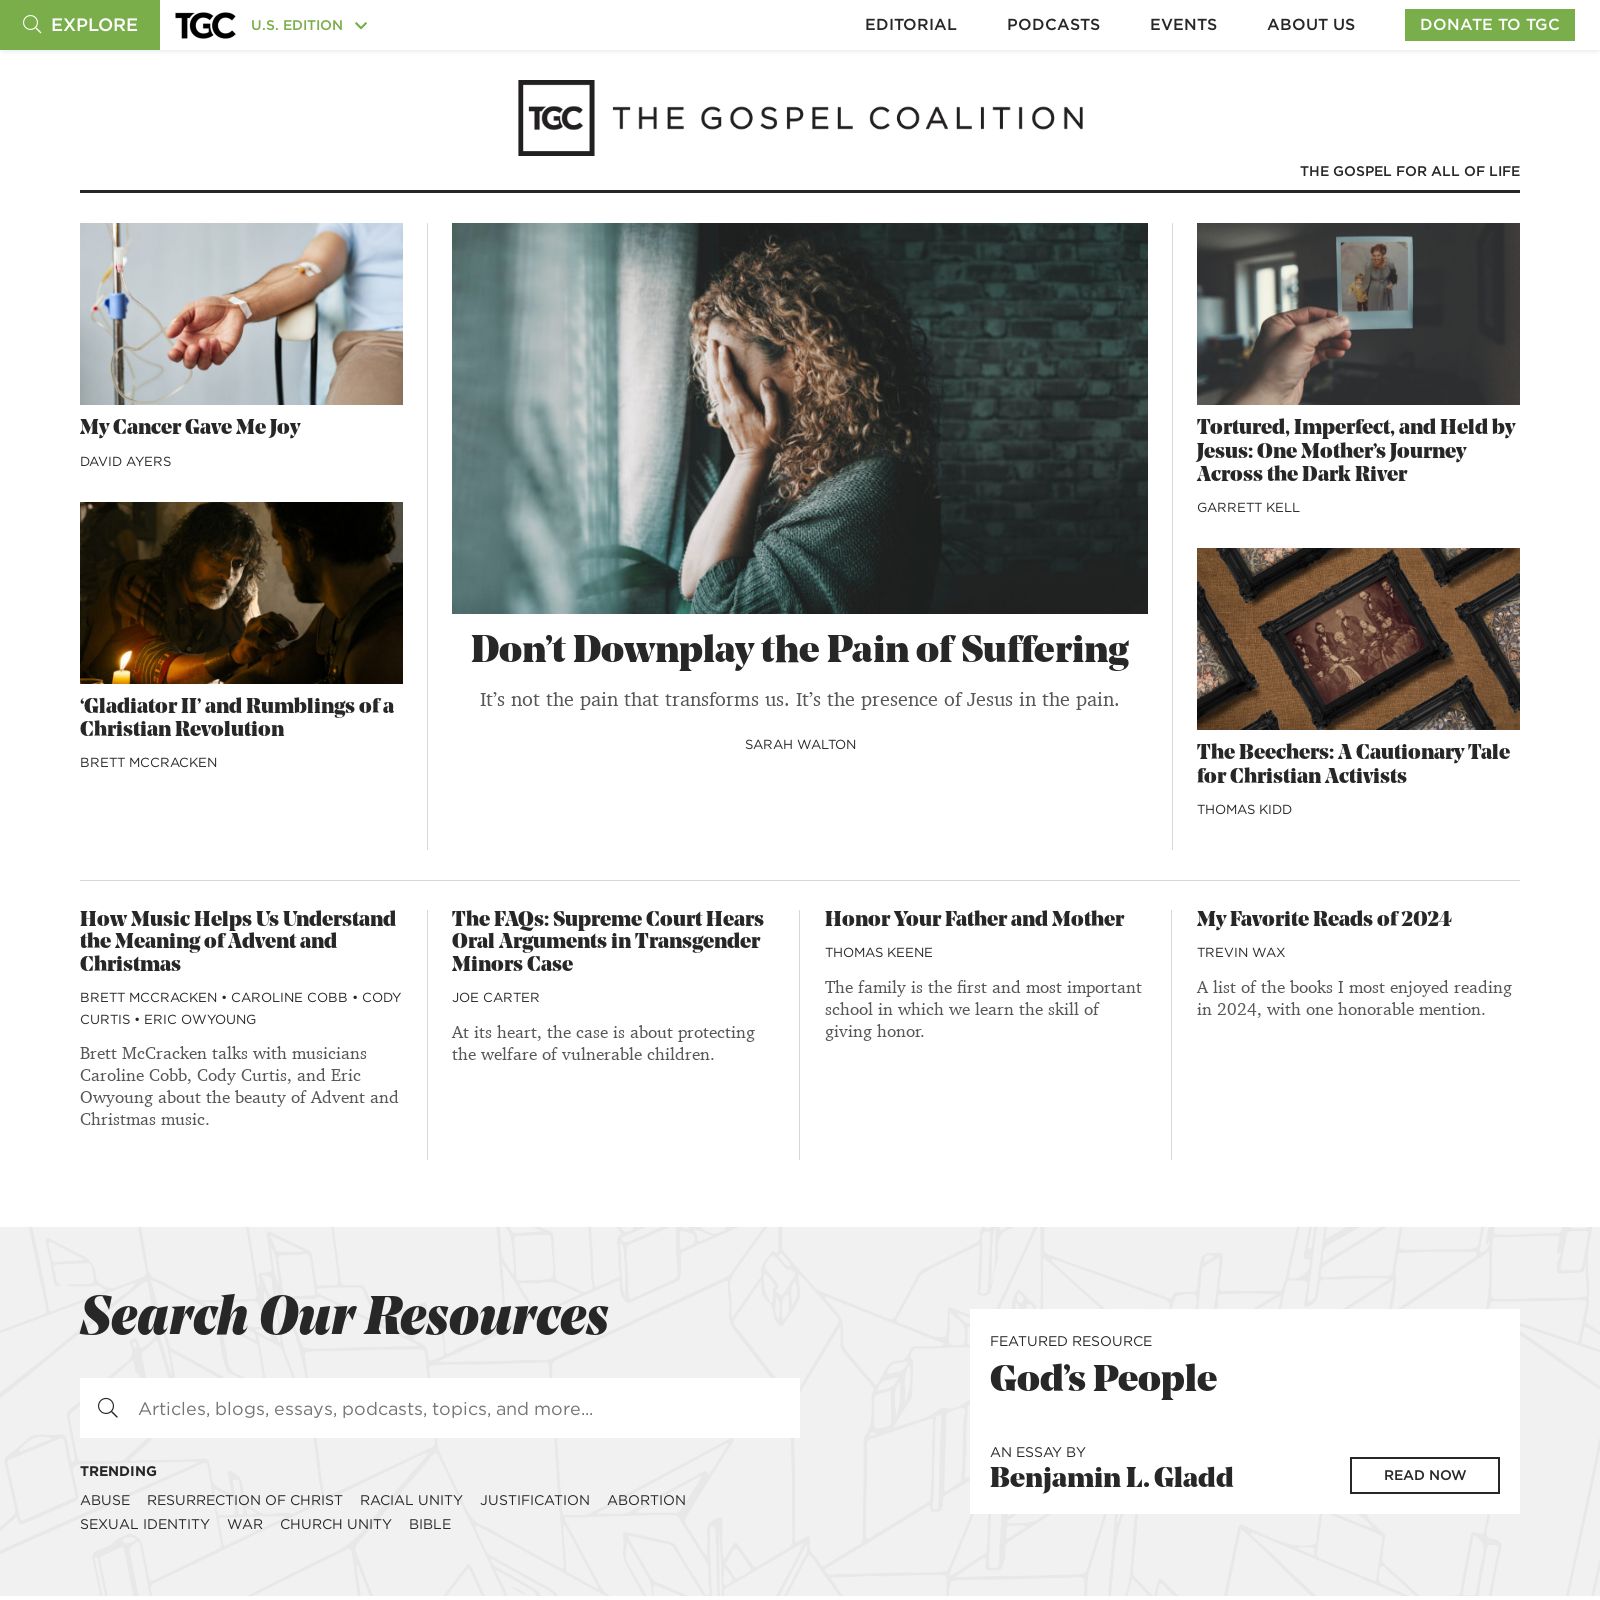 EXPLORE
TGC
U.S. EDITION
EDITORIAL
PODCASTS
EVENTS
ABOUT US
DONATE TO TGC
TGC
THE GOSPEL COALITION
THE GOSPEL FOR ALL OF LIFE
My Cancer Gave Me Joy
DAVID AYERS
‘Gladiator II’ and Rumblings of a
Christian Revolution
BRETT MCCRACKEN
Don’t Downplay the Pain of Suffering
It’s not the pain that transforms us. It’s the presence of Jesus in the pain.
SARAH WALTON
Tortured, Imperfect, and Held by
Jesus: One Mother’s Journey
Across the Dark River
GARRETT KELL
The Beechers: A Cautionary Tale
for Christian Activists
THOMAS KIDD
How Music Helps Us Understand
the Meaning of Advent and
Christmas
BRETT MCCRACKEN • CAROLINE COBB • CODY
CURTIS • ERIC OWYOUNG
Brett McCracken talks with musicians
Caroline Cobb, Cody Curtis, and Eric
Owyoung about the beauty of Advent and
Christmas music.
The FAQs: Supreme Court Hears
Oral Arguments in Transgender
Minors Case
JOE CARTER
At its heart, the case is about protecting
the welfare of vulnerable children.
Honor Your Father and Mother
THOMAS KEENE
The family is the first and most important
school in which we learn the skill of
giving honor.
My Favorite Reads of 2024
TREVIN WAX
A list of the books I most enjoyed reading
in 2024, with one honorable mention.
Search Our Resources
Articles, blogs, essays, podcasts, topics, and more...
TRENDING
ABUSE RESURRECTION OF CHRIST RACIAL UNITY JUSTIFICATION ABORTION
SEXUAL IDENTITY WAR CHURCH UNITY BIBLE
FEATURED RESOURCE
God’s People
AN ESSAY BY
Benjamin L. Gladd
READ NOW